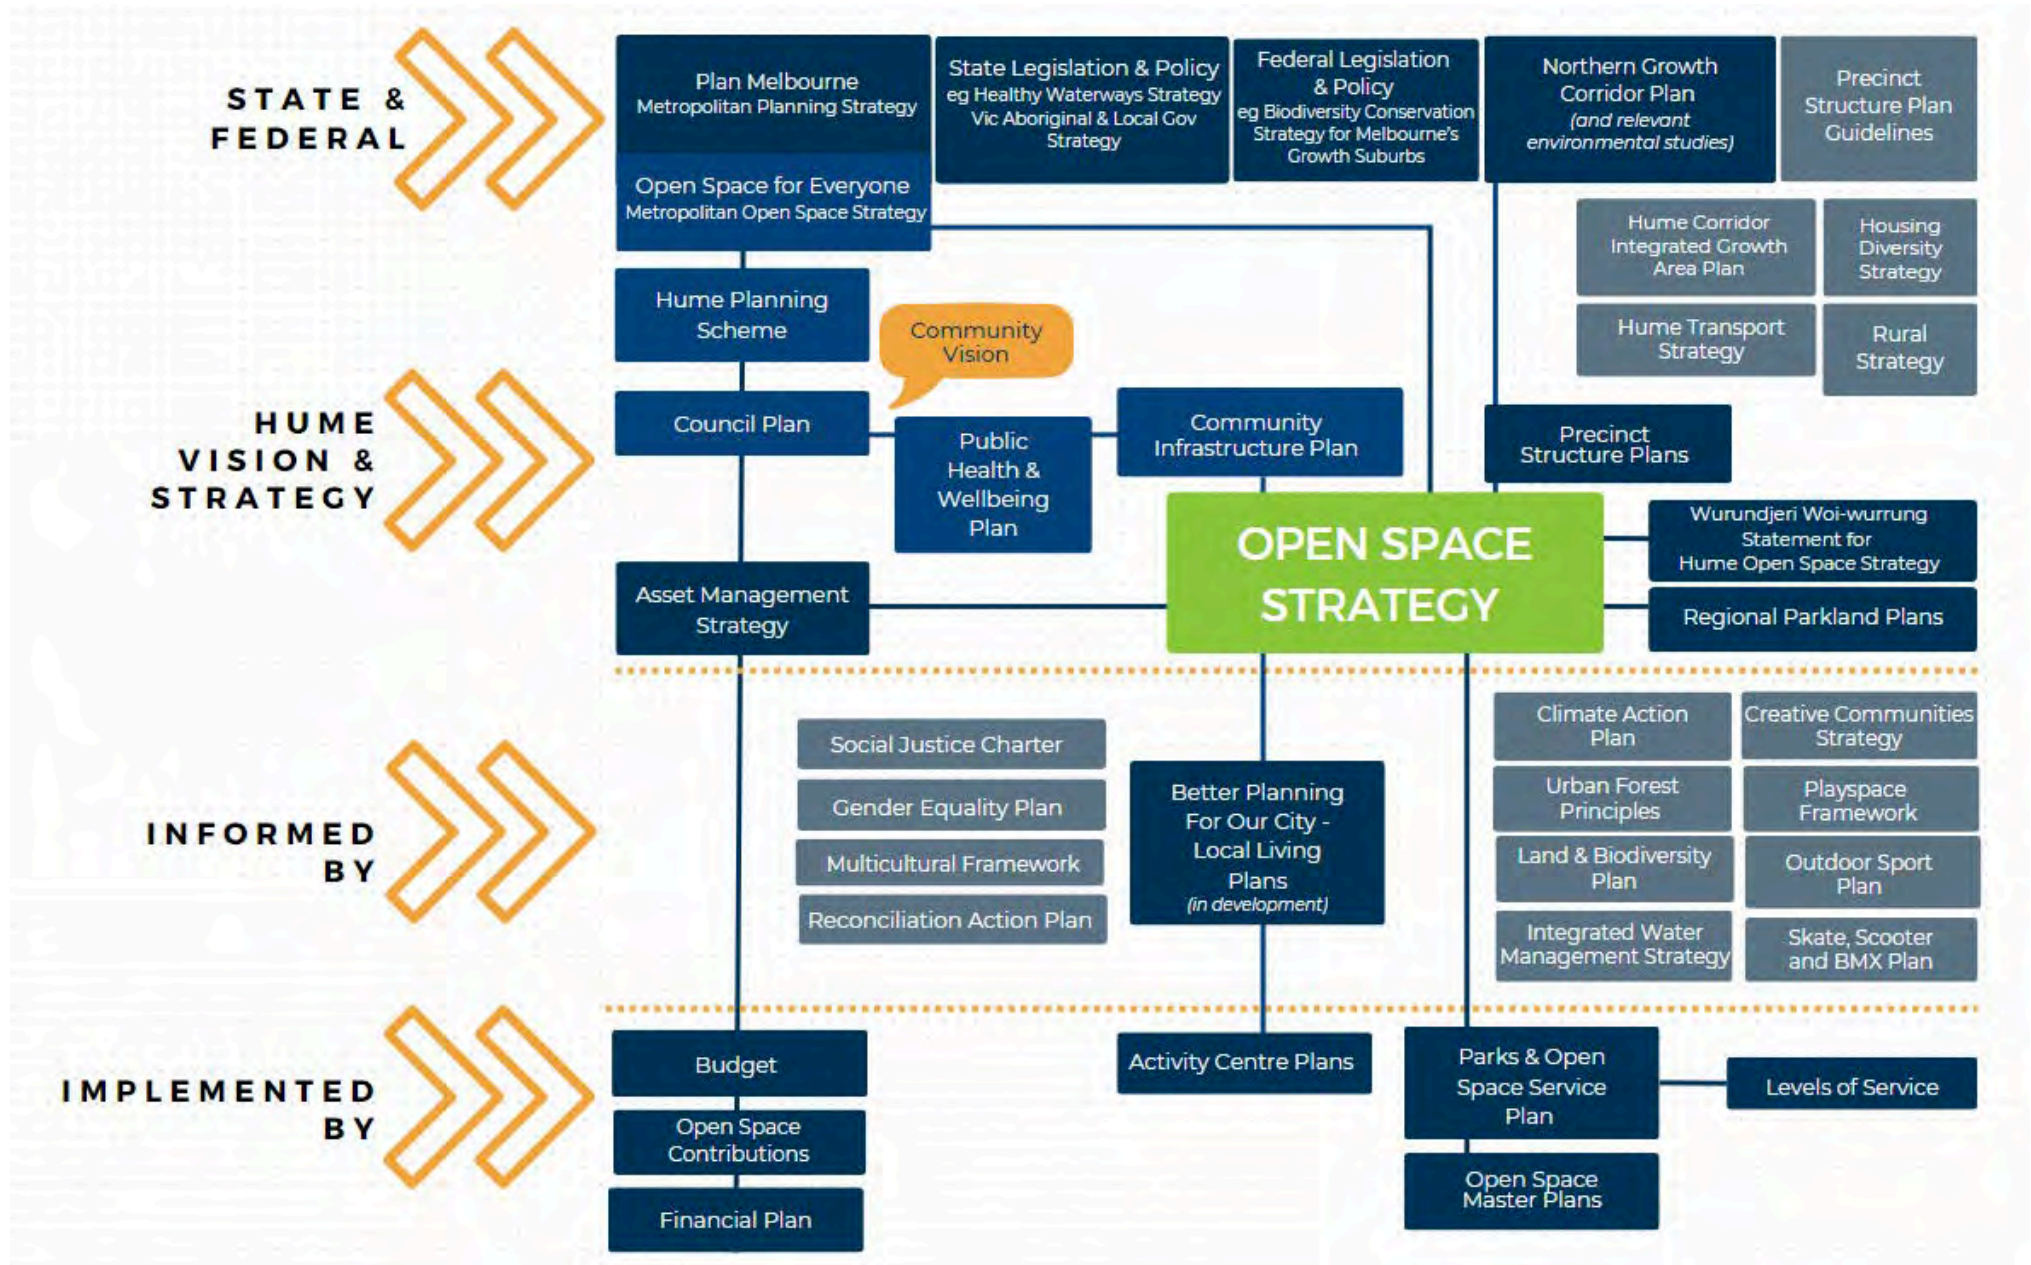 STATE &
FEDERAL
Plan Melbourne
Metropolitan Planning Strategy
State Legislation & Policy
eg Healthy Waterways Strategy
Vic Aboriginal & Local Gov
Strategy
Federal Legislation
& Policy
eg Biodiversity Conservation
Strategy for Melbourne's
Growth Suburbs
Northern Growth
Corridor Plan
(and relevant
environmental studies)
Precinct
Structure Plan
Guidelines
Open Space for Everyone
Metropolitan Open Space Strategy
Hume Corridor
Integrated Growth
Area Plan
Housing
Diversity
Strategy
Hume Planning
Scheme
Community
Vision
Hume Transport
Strategy
Rural
Strategy
HUME
VISION &
STRATEGY
Council Plan
Public
Health &
Wellbeing
Plan
Community
Infrastructure Plan
Precinct
Structure Plans
OPEN SPACE
STRATEGY
Wurundjeri Woi-wurrung
Statement for
Hume Open Space Strategy
Asset Management
Strategy
Regional Parkland Plans
INFORMED
BY
Social Justice Charter
Gender Equality Plan
Multicultural Framework
Reconciliation Action Plan
Better Planning
For Our City -
Local Living
Plans
(in development)
Climate Action
Plan
Creative Communities
Strategy
Urban Forest
Principles
Playspace
Framework
Land & Biodiversity
Plan
Outdoor Sport
Plan
Integrated Water
Management Strategy
Skate, Scooter
and BMX Plan
IMPLEMENTED
BY
Budget
Open Space
Contributions
Financial Plan
Activity Centre Plans
Parks & Open
Space Service
Plan
Levels of Service
Open Space
Master Plans